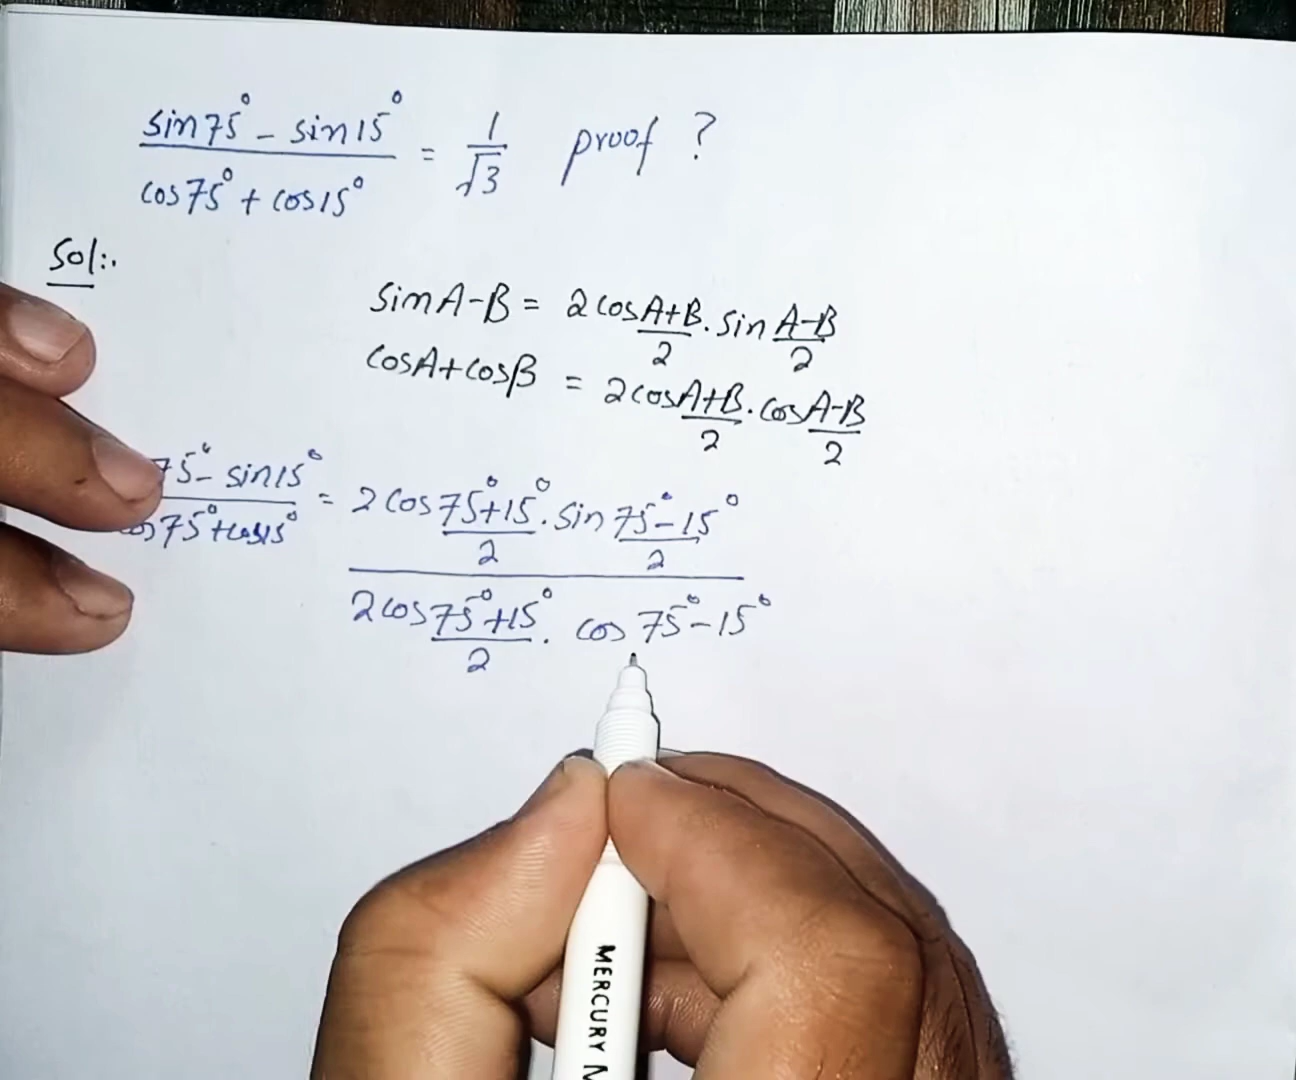 sin75° - sin15° / cos75° + cos15° = 1/√3 proof ?
Sol:.
SinA-B = 2cos A+B/2 . sin A-B/2
cosA+cosB = 2cos A+B/2 . cos A-B/2
75° - sin15° / cos75°+cos15° = 2cos 75°+15°/2 . sin 75°-15°/2
2cos 75°+15°/2 . cos 75°-15°
MERCURY